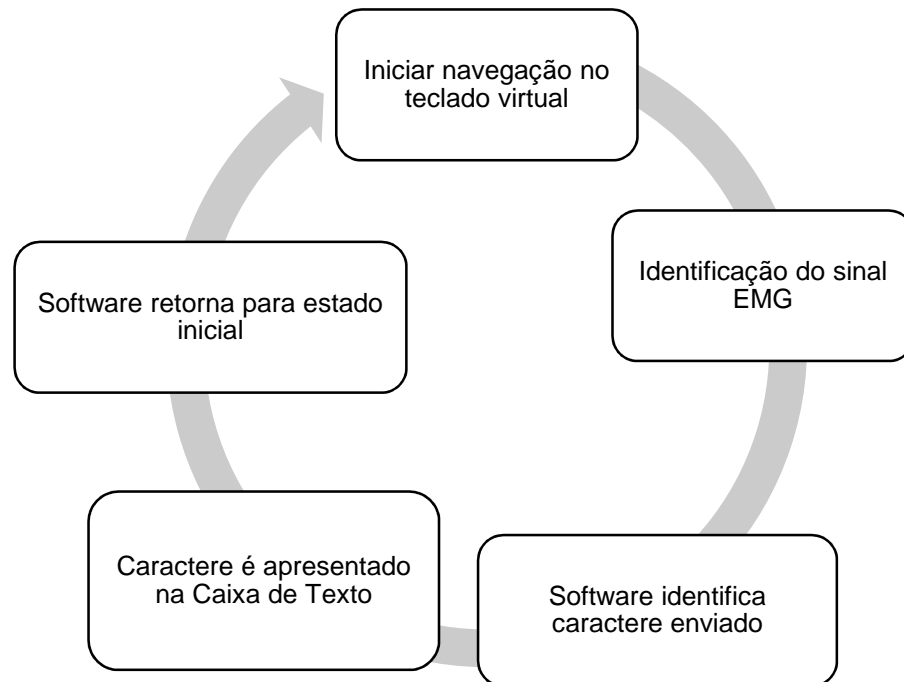 Iniciar navegação no
teclado virtual
Identificação do sinal
EMG
Software identifica
caractere enviado
Caractere é apresentado
na Caixa de Texto
Software retorna para estado
inicial